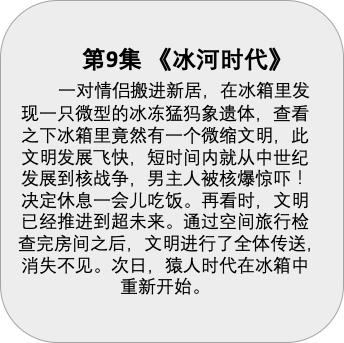 第9集 《冰河时代》
一对情侣搬进新居，在冰箱里发
现一只微型的冰冻猛犸象遗体，查看
之下冰箱里竟然有一个微缩文明，此
文明发展飞快，短时间内就从中世纪
发展到核战争，男主人被核爆惊吓！
决定休息一会儿吃饭。再看时，文明
已经推进到超未来。通过空间旅行检
查完房间之后，文明进行了全体传送，
消失不见。次日，猿人时代在冰箱中
重新开始。